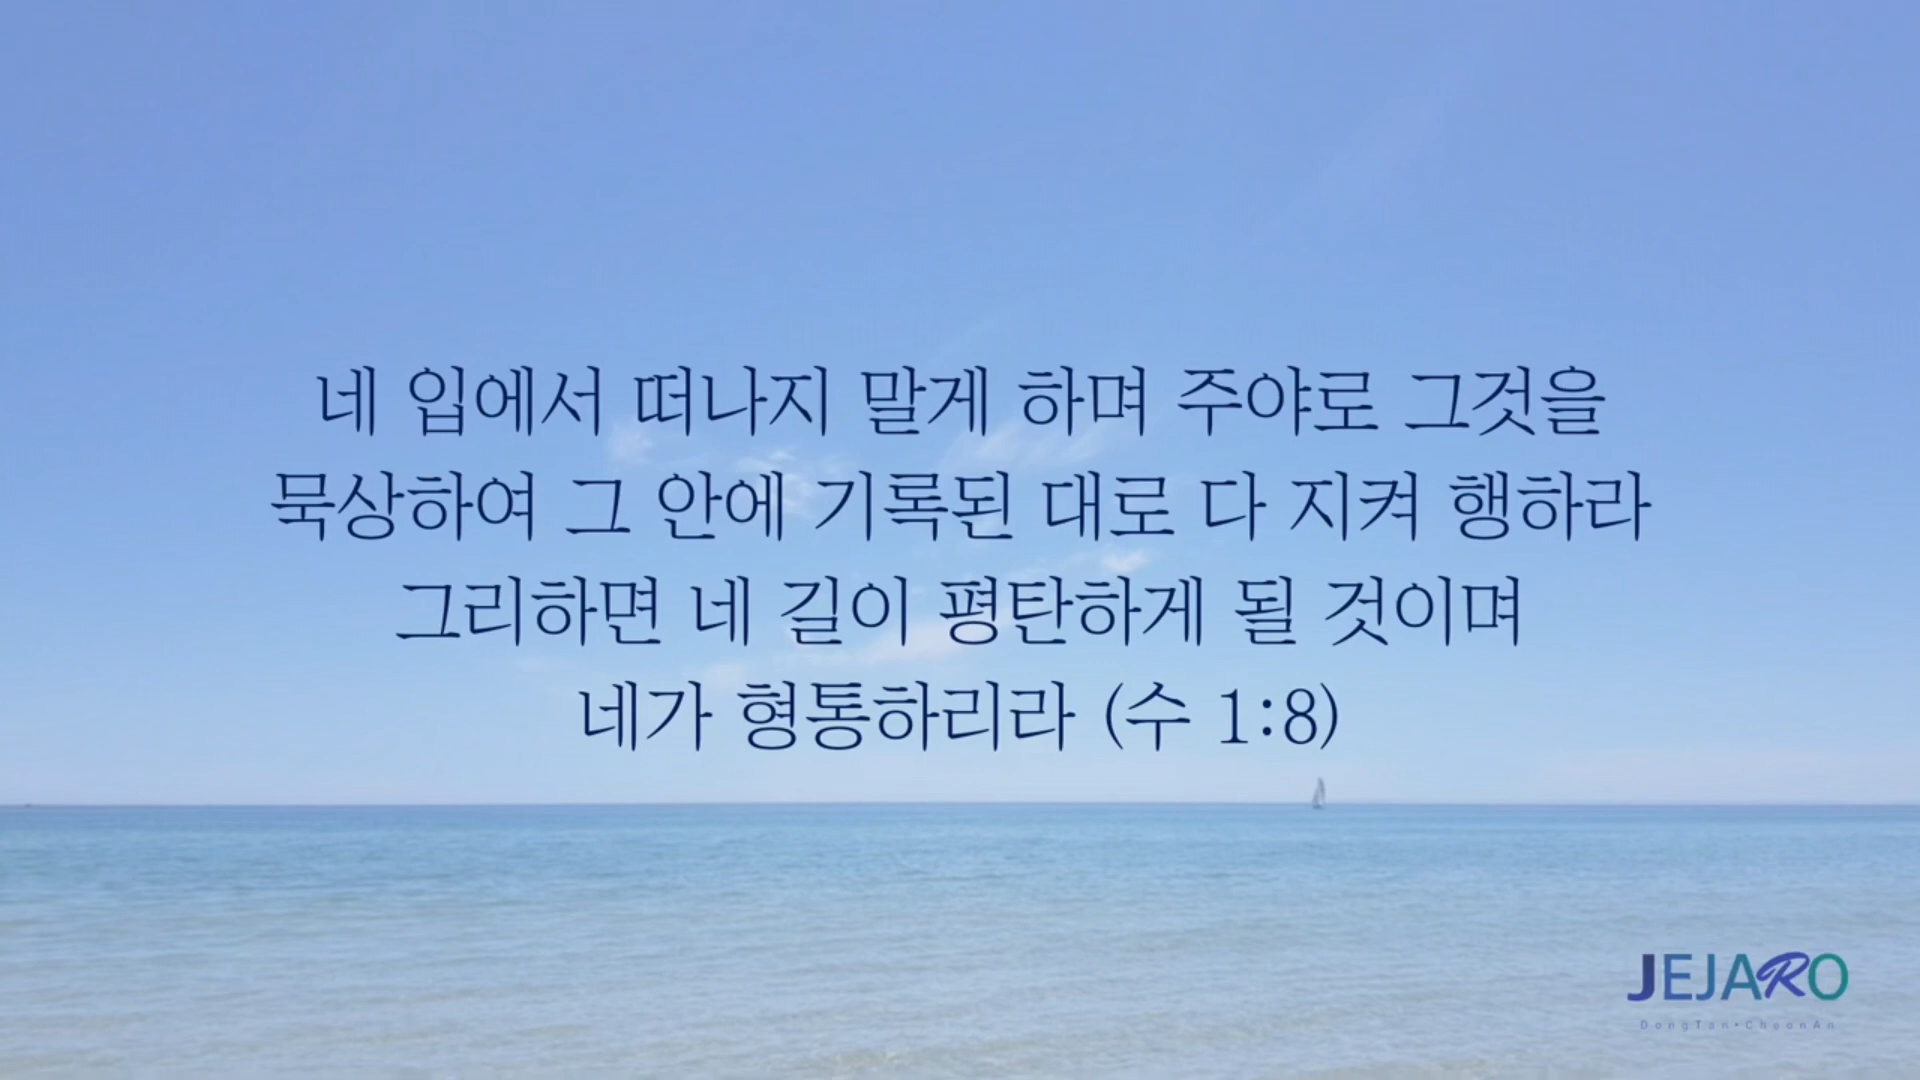 네 입에서 떠나지 말게 하며 주야로 그것을
묵상하여 그 안에 기록된 대로 다 지켜 행하라
그리하면 네 길이 평탄하게 될 것이며
네가 형통하리라 (수 1:8)
JEJARO
DongTan•CheonAn